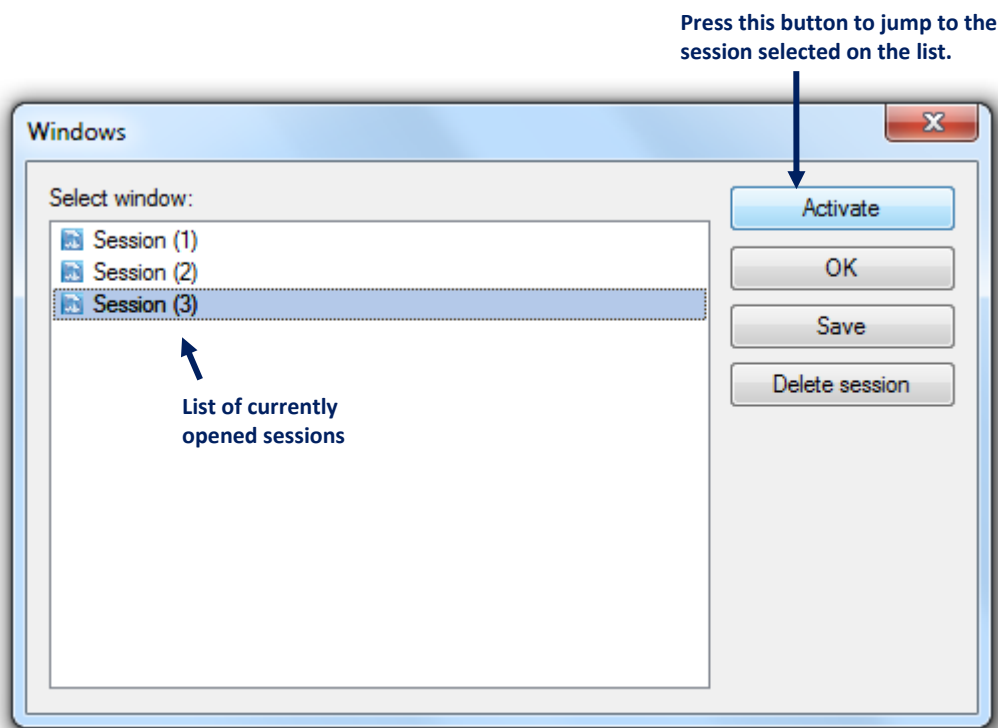 Press this button to jump to the
session selected on the list.
Windows
Select window:
Session (1)
Session (2)
Session (3)
List of currently
opened sessions
Activate
OK
Save
Delete session